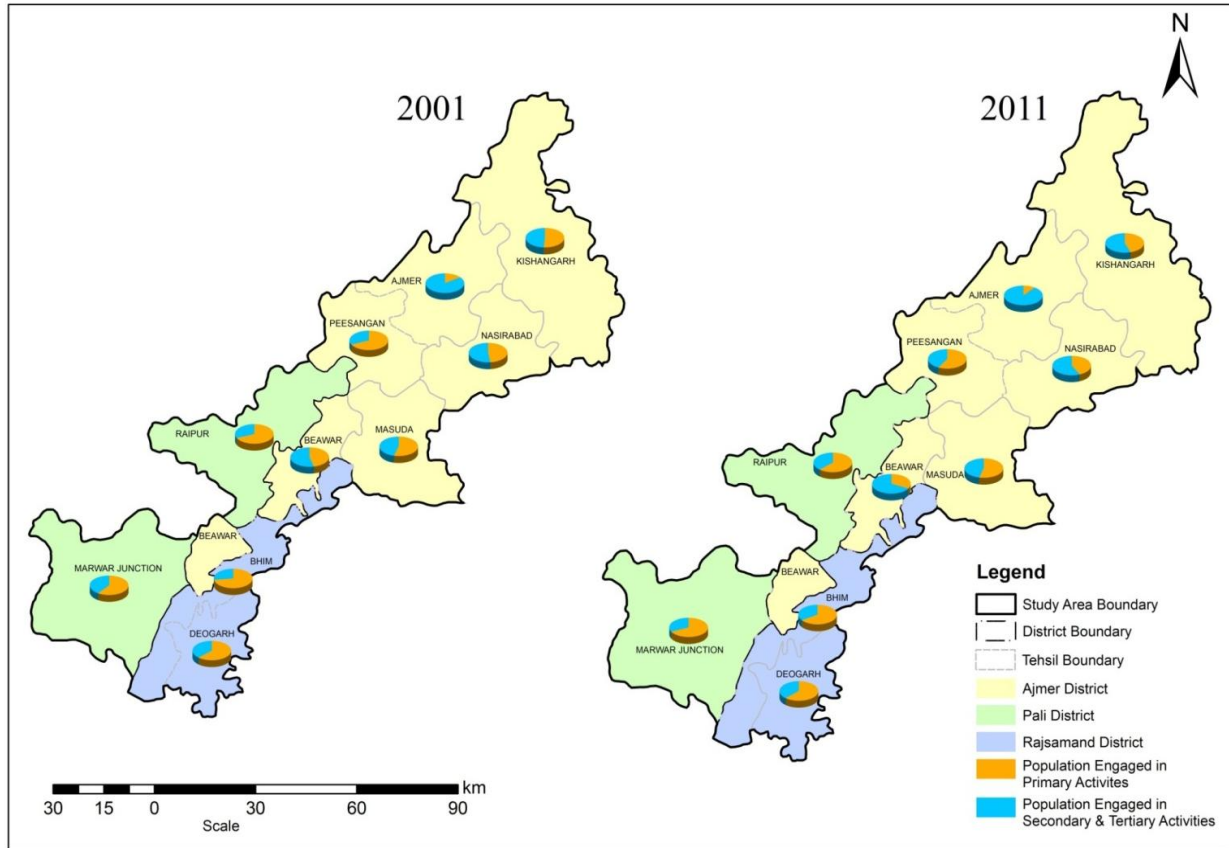 N
2001
2011
KISHANGARH
AJMER
PEESANGAN
NASIRABAD
RAIPUR
BEAWAR
MASUDA
BEAWAR
MARWAR JUNCTION
BHIM
DEOGARH
KISHANGARH
AJMER
PEESANGAN
NASIRABAD
RAIPUR
BEAWAR
MASUDA
BEAWAR
BHIM
MARWAR JUNCTION
DEOGARH
Legend
Study Area Boundary
District Boundary
Tehsil Boundary
Ajmer District
Pali District
Rajsamand District
Population Engaged in
Primary Activites
Population Engaged in
Secondary & Tertiary Activities
km
30 15 0 30 60 90
Scale